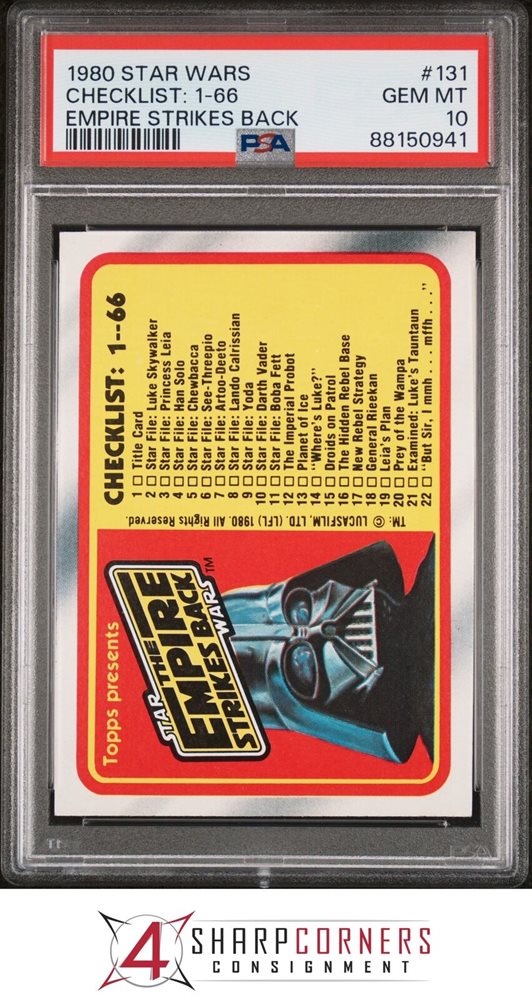 1980 STAR WARS #131
CHECKLIST: 1-66 GEM MT
EMPIRE STRIKES BACK 10
PSA 88150941
Topps presents
STAR THE
EMPIRE
STRIKES BACK
WARS™
CHECKLIST: 1--66
1 □ Title Card
2 □ Star File: Luke Skywalker
3 □ Star File: Princess Leia
4 □ Star File: Han Solo
5 □ Star File: Chewbacca
6 □ Star File: See-Threepio
7 □ Star File: Artoo-Deeto
8 □ Star File: Lando Calrissian
9 □ Star File: Yoda
10 □ Star File: Darth Vader
11 □ Star File: Boba Fett
12 □ The Imperial Probot
13 □ Planet of Ice
14 □ "Where's Luke?"
15 □ Droids on Patrol
16 □ The Hidden Rebel Base
17 □ New Rebel Strategy
18 □ General Rieekan
19 □ Leia's Plan
20 □ Prey of the Wampa
21 □ Examined: Luke's Tauntaun
22 □ "But Sir, I mmh . . . mffh . . ."
TM: © LUCASFILM, LTD. (LFL) 1980. All Rights Reserved.
4 SHARPCORNERS
CONSIGNMENT